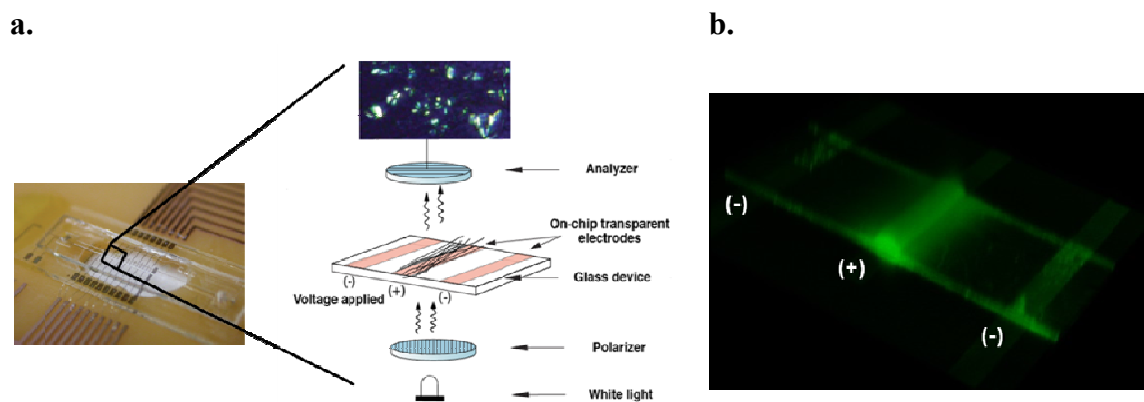 a.
b.
Analyzer
On-chip transparent
electrodes
Glass device
(-)
(+)
(-)
Voltage applied
Polarizer
White light
(-)
(+)
(-)